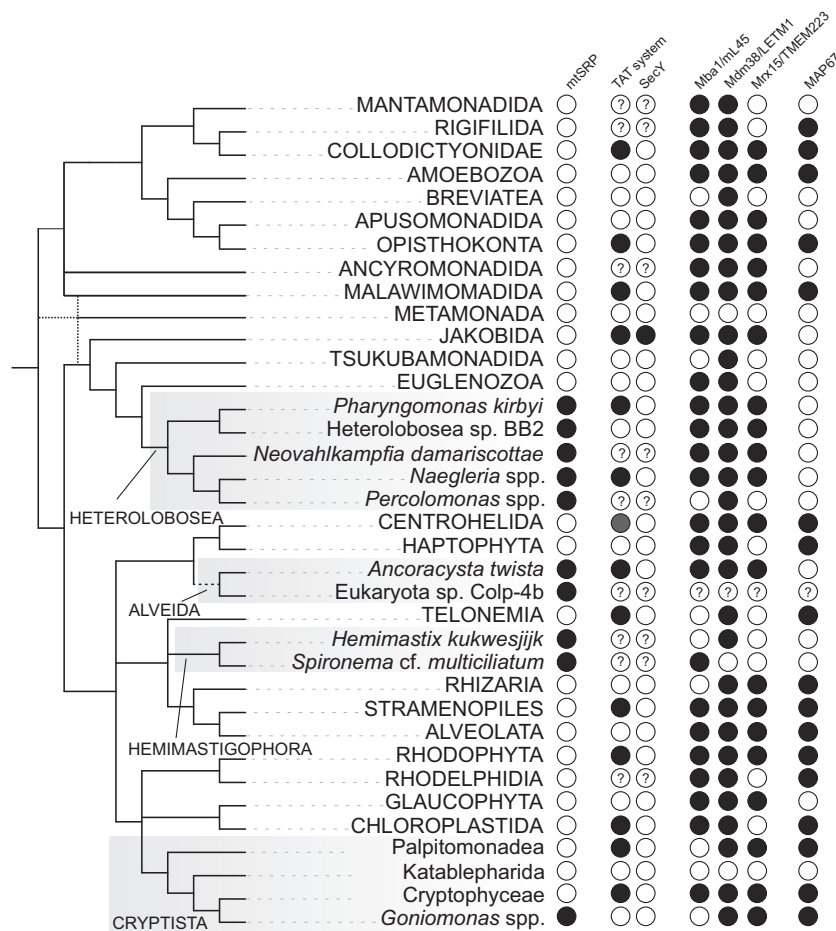 mtSRP
TAT system
SecY
Mba1/mL45
Mdm38/LETM1
Mrx15/TMEM223
MAP67
MANTAMONADIDA ? ?
RIGIFILIDA ? ?
COLLODICTYONIDAE
AMOEBOZOA
BREVIATEA
APUSOMONADIDA
OPISTHOKONTA
ANCYROMONADIDA ? ?
MALAWIMOMADIDA
METAMONADA
JAKOBIDA
TSUKUBAMONADIDA
EUGLENOZOA
Pharyngomonas kirbyi
Heterolobosea sp. BB2
Neovahlkampfia damariscottae ? ?
Naegleria spp.
Percolomonas spp. ? ?
HETEROLOBOSEA
CENTROHELIDA
HAPTOPHYTA
Ancoracysta twista
Eukaryota sp. Colp-4b ? ? ? ? ? ?
ALVEIDA
TELONEMIA
Hemimastix kukwesjijk ? ?
Spironema cf. multiciliatum ? ?
RHIZARIA
STRAMENOPILES
ALVEOLATA
HEMIMASTIGOPHORA
RHODOPHYTA
RHODELPHIDIA ? ?
GLAUCOPHYTA
CHLOROPLASTIDA
Palpitomonadea
Katablepharida
Cryptophyceae
Goniomonas spp.
CRYPTISTA